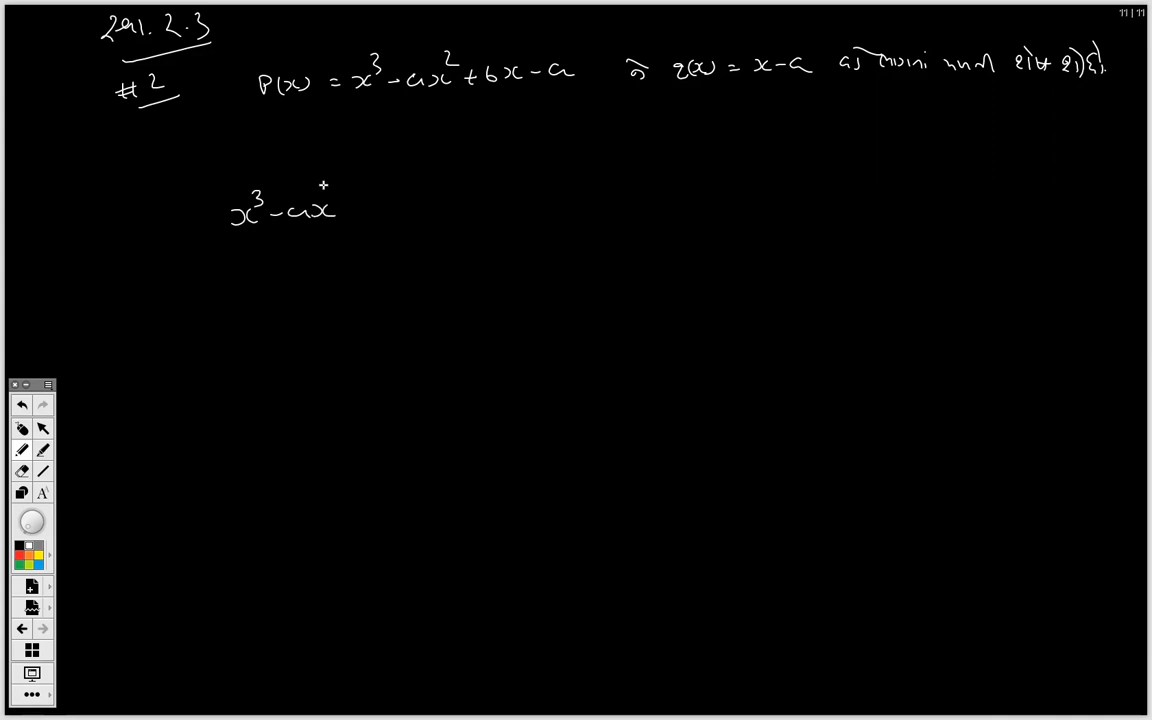 11 | 11
2.3
#2
P(x) = x³ - ax² + 6x - a ને q(x) = x - a વડે ભાગતાં મળતી શેષ શોધો.
x³ - ax